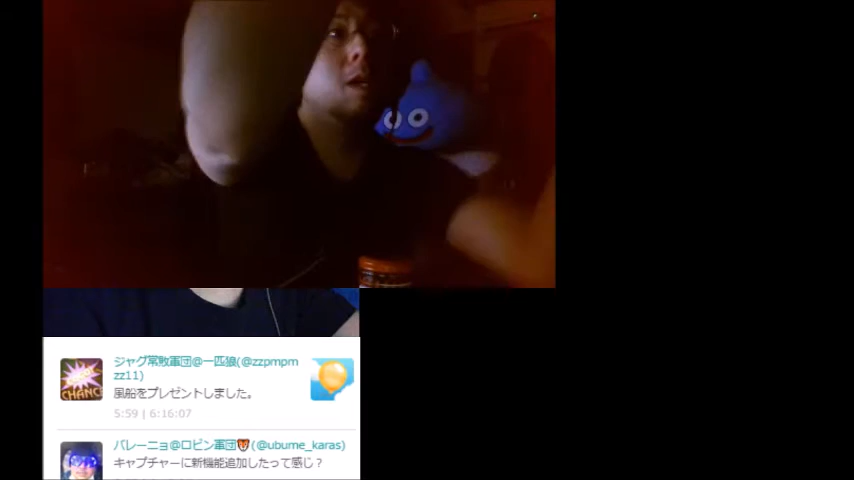 ジャグ常敗軍団@一匹狼(@zzpmpm
zz11)
風船をプレゼントしました。
5:59 | 6:16:07
バレーニョ@ロビン軍団🐯(@ubume_karas)
キャプチャーに新機能追加したって感じ？
CHANCE